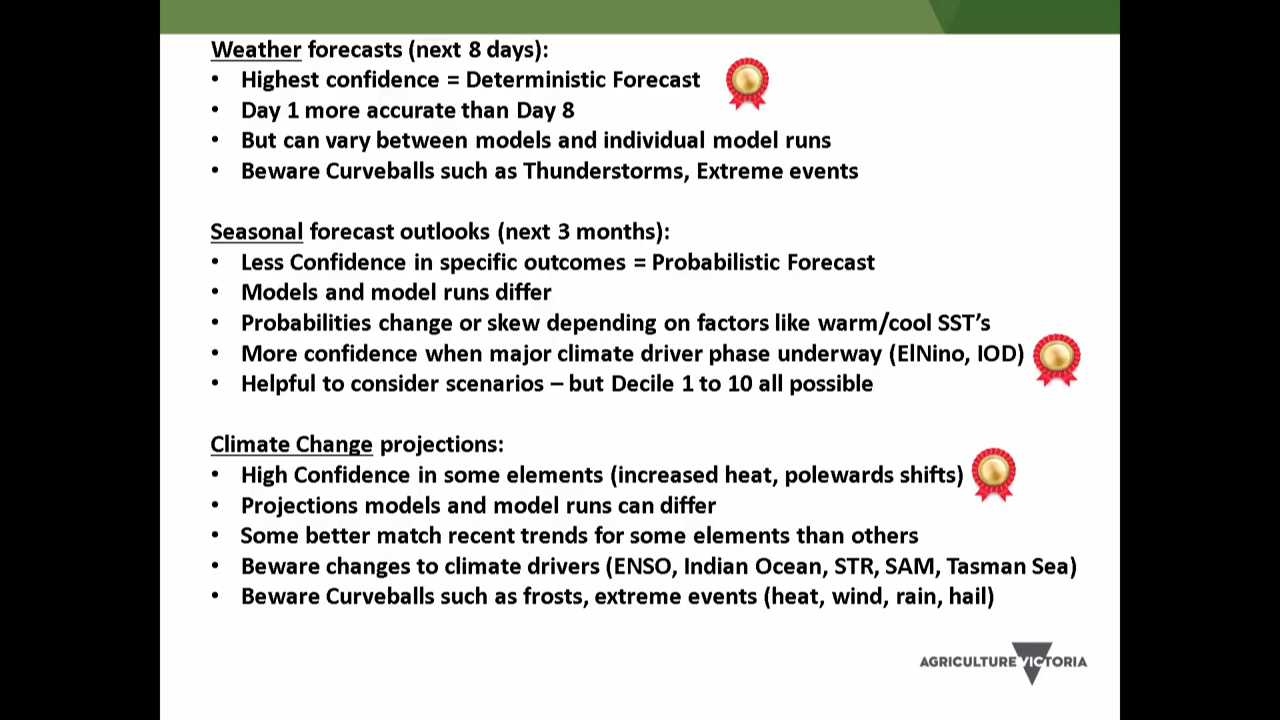 Weather forecasts (next 8 days):
• Highest confidence = Deterministic Forecast
• Day 1 more accurate than Day 8
• But can vary between models and individual model runs
• Beware Curveballs such as Thunderstorms, Extreme events
Seasonal forecast outlooks (next 3 months):
• Less Confidence in specific outcomes = Probabilistic Forecast
• Models and model runs differ
• Probabilities change or skew depending on factors like warm/cool SST’s
• More confidence when major climate driver phase underway (ElNino, IOD)
• Helpful to consider scenarios – but Decile 1 to 10 all possible
Climate Change projections:
• High Confidence in some elements (increased heat, polewards shifts)
• Projections models and model runs can differ
• Some better match recent trends for some elements than others
• Beware changes to climate drivers (ENSO, Indian Ocean, STR, SAM, Tasman Sea)
• Beware Curveballs such as frosts, extreme events (heat, wind, rain, hail)
AGRICULTURE VICTORIA